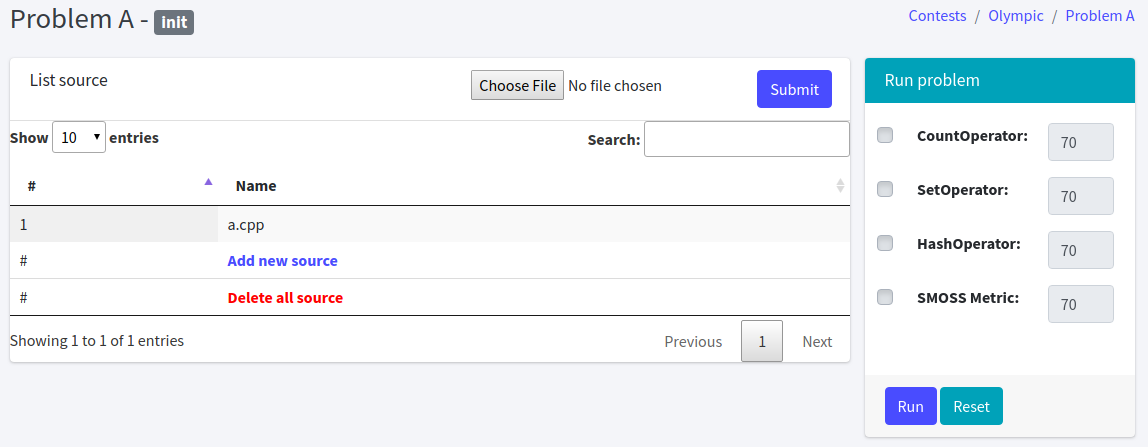 Problem A - init
Contests / Olympic / Problem A
List source
Choose File No file chosen
Submit
Show 10 entries
Search:
# Name
1 a.cpp
# Add new source
# Delete all source
Showing 1 to 1 of 1 entries
Previous 1 Next
Run problem
CountOperator: 70
SetOperator: 70
HashOperator: 70
SMOSS Metric: 70
Run Reset